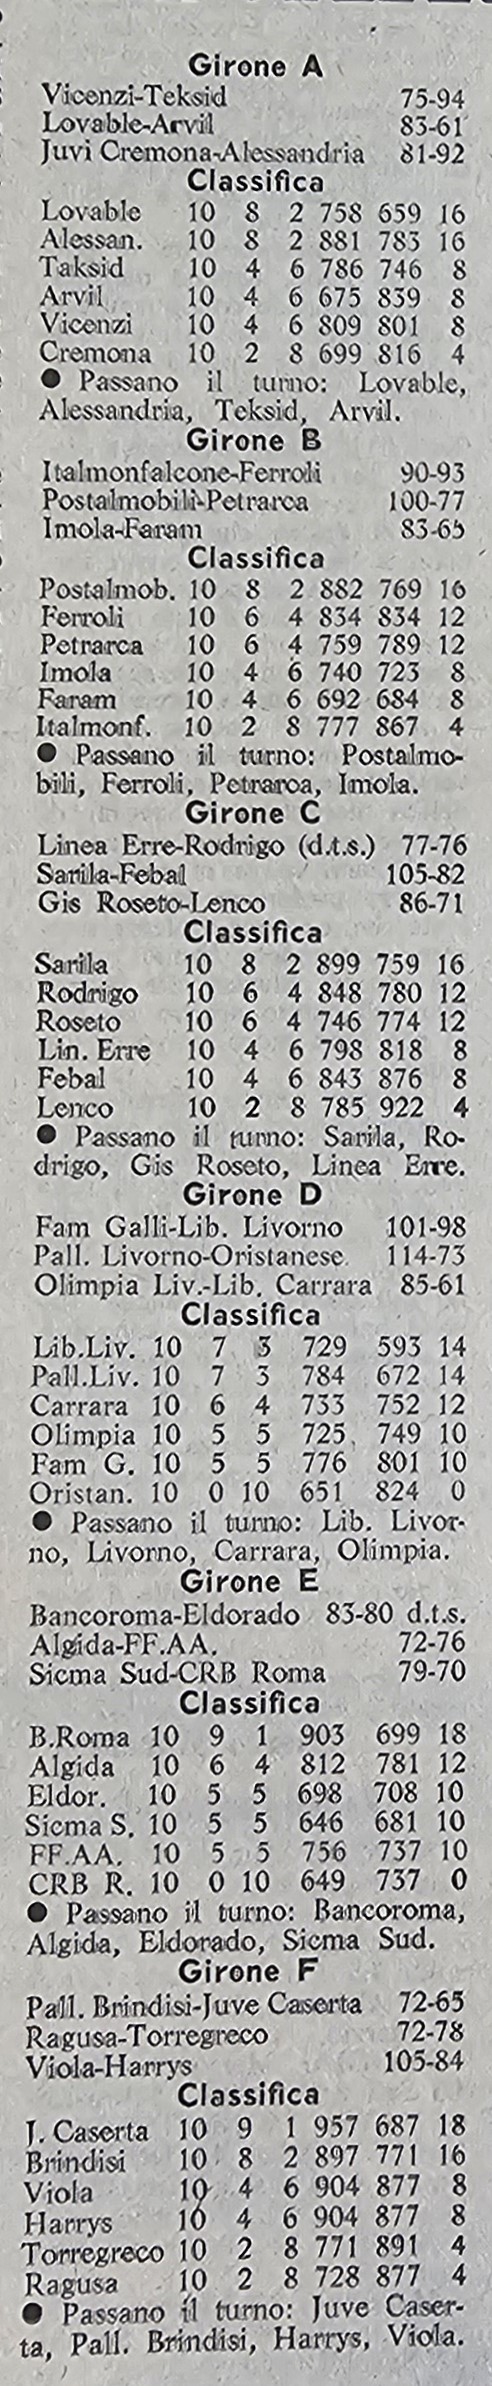 Girone A
Vicenzi-Teksid 75-94
Lovable-Arvil 83-61
Juvi Cremona-Alessandria 81-92
Classifica
Lovable 10 8 2 758 659 16
Alessan. 10 8 2 881 783 16
Taksid 10 4 6 786 746 8
Arvil 10 4 6 675 839 8
Vicenzi 10 4 6 809 801 8
Cremona 10 2 8 699 816 4
● Passano il turno: Lovable,
Alessandria, Teksid, Arvil.
Girone B
Italmonfalcone-Ferroli 90-93
Postalmobili-Petrarca 100-77
Imola-Faram 83-65
Classifica
Postalmob. 10 8 2 882 769 16
Ferroli 10 6 4 834 834 12
Petrarca 10 6 4 759 789 12
Imola 10 4 6 740 723 8
Faram 10 4 6 692 684 8
Italmonf. 10 2 8 777 867 4
● Passano il turno: Postalmo-
bili, Ferroli, Petrarca, Imola.
Girone C
Linea Erre-Rodrigo (d.t.s.) 77-76
Sarila-Febal 105-82
Gis Roseto-Lenco 86-71
Classifica
Sarila 10 8 2 899 759 16
Rodrigo 10 6 4 848 780 12
Roseto 10 6 4 746 774 12
Lin. Erre 10 4 6 798 818 8
Febal 10 4 6 843 876 8
Lenco 10 2 8 785 922 4
● Passano il turno: Sarila, Ro-
drigo, Gis Roseto, Linea Erre.
Girone D
Fam Galli-Lib. Livorno 101-98
Pall. Livorno-Oristanese 114-73
Olimpia Liv.-Lib. Carrara 85-61
Classifica
Lib.Liv. 10 7 3 729 593 14
Pall.Liv. 10 7 3 784 672 14
Carrara 10 6 4 733 752 12
Olimpia 10 5 5 725 749 10
Fam G. 10 5 5 776 801 10
Oristan. 10 0 10 651 824 0
● Passano il turno: Lib. Livor-
no, Livorno, Carrara, Olimpia.
Girone E
Bancoroma-Eldorado 83-80 d.t.s.
Algida-FF.AA. 72-76
Sicma Sud-CRB Roma 79-70
Classifica
B.Roma 10 9 1 903 699 18
Algida 10 6 4 812 781 12
Eldor. 10 5 5 698 708 10
Sicma S. 10 5 5 646 681 10
FF.AA. 10 5 5 756 737 10
CRB R. 10 0 10 649 737 0
● Passano il turno: Bancoroma,
Algida, Eldorado, Sicma Sud.
Girone F
Pall. Brindisi-Juve Caserta 72-65
Ragusa-Torregreco 72-78
Viola-Harrys 105-84
Classifica
J. Caserta 10 9 1 957 687 18
Brindisi 10 8 2 897 771 16
Viola 10 4 6 904 877 8
Harrys 10 4 6 904 877 8
Torregreco 10 2 8 771 891 4
Ragusa 10 2 8 728 877 4
● Passano il turno: Juve Caser-
ta, Pall. Brindisi, Harrys, Viola.